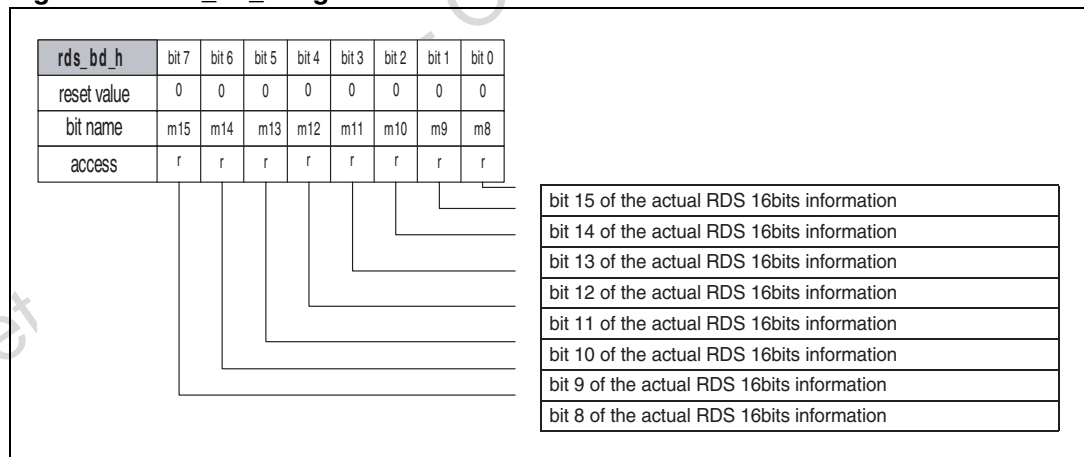 rds_bd_h bit 7 bit 6 bit 5 bit 4 bit 3 bit 2 bit 1 bit 0
reset value 0 0 0 0 0 0 0 0
bit name m15 m14 m13 m12 m11 m10 m9 m8
access r r r r r r r r
bit 15 of the actual RDS 16bits information
bit 14 of the actual RDS 16bits information
bit 13 of the actual RDS 16bits information
bit 12 of the actual RDS 16bits information
bit 11 of the actual RDS 16bits information
bit 10 of the actual RDS 16bits information
bit 9 of the actual RDS 16bits information
bit 8 of the actual RDS 16bits information